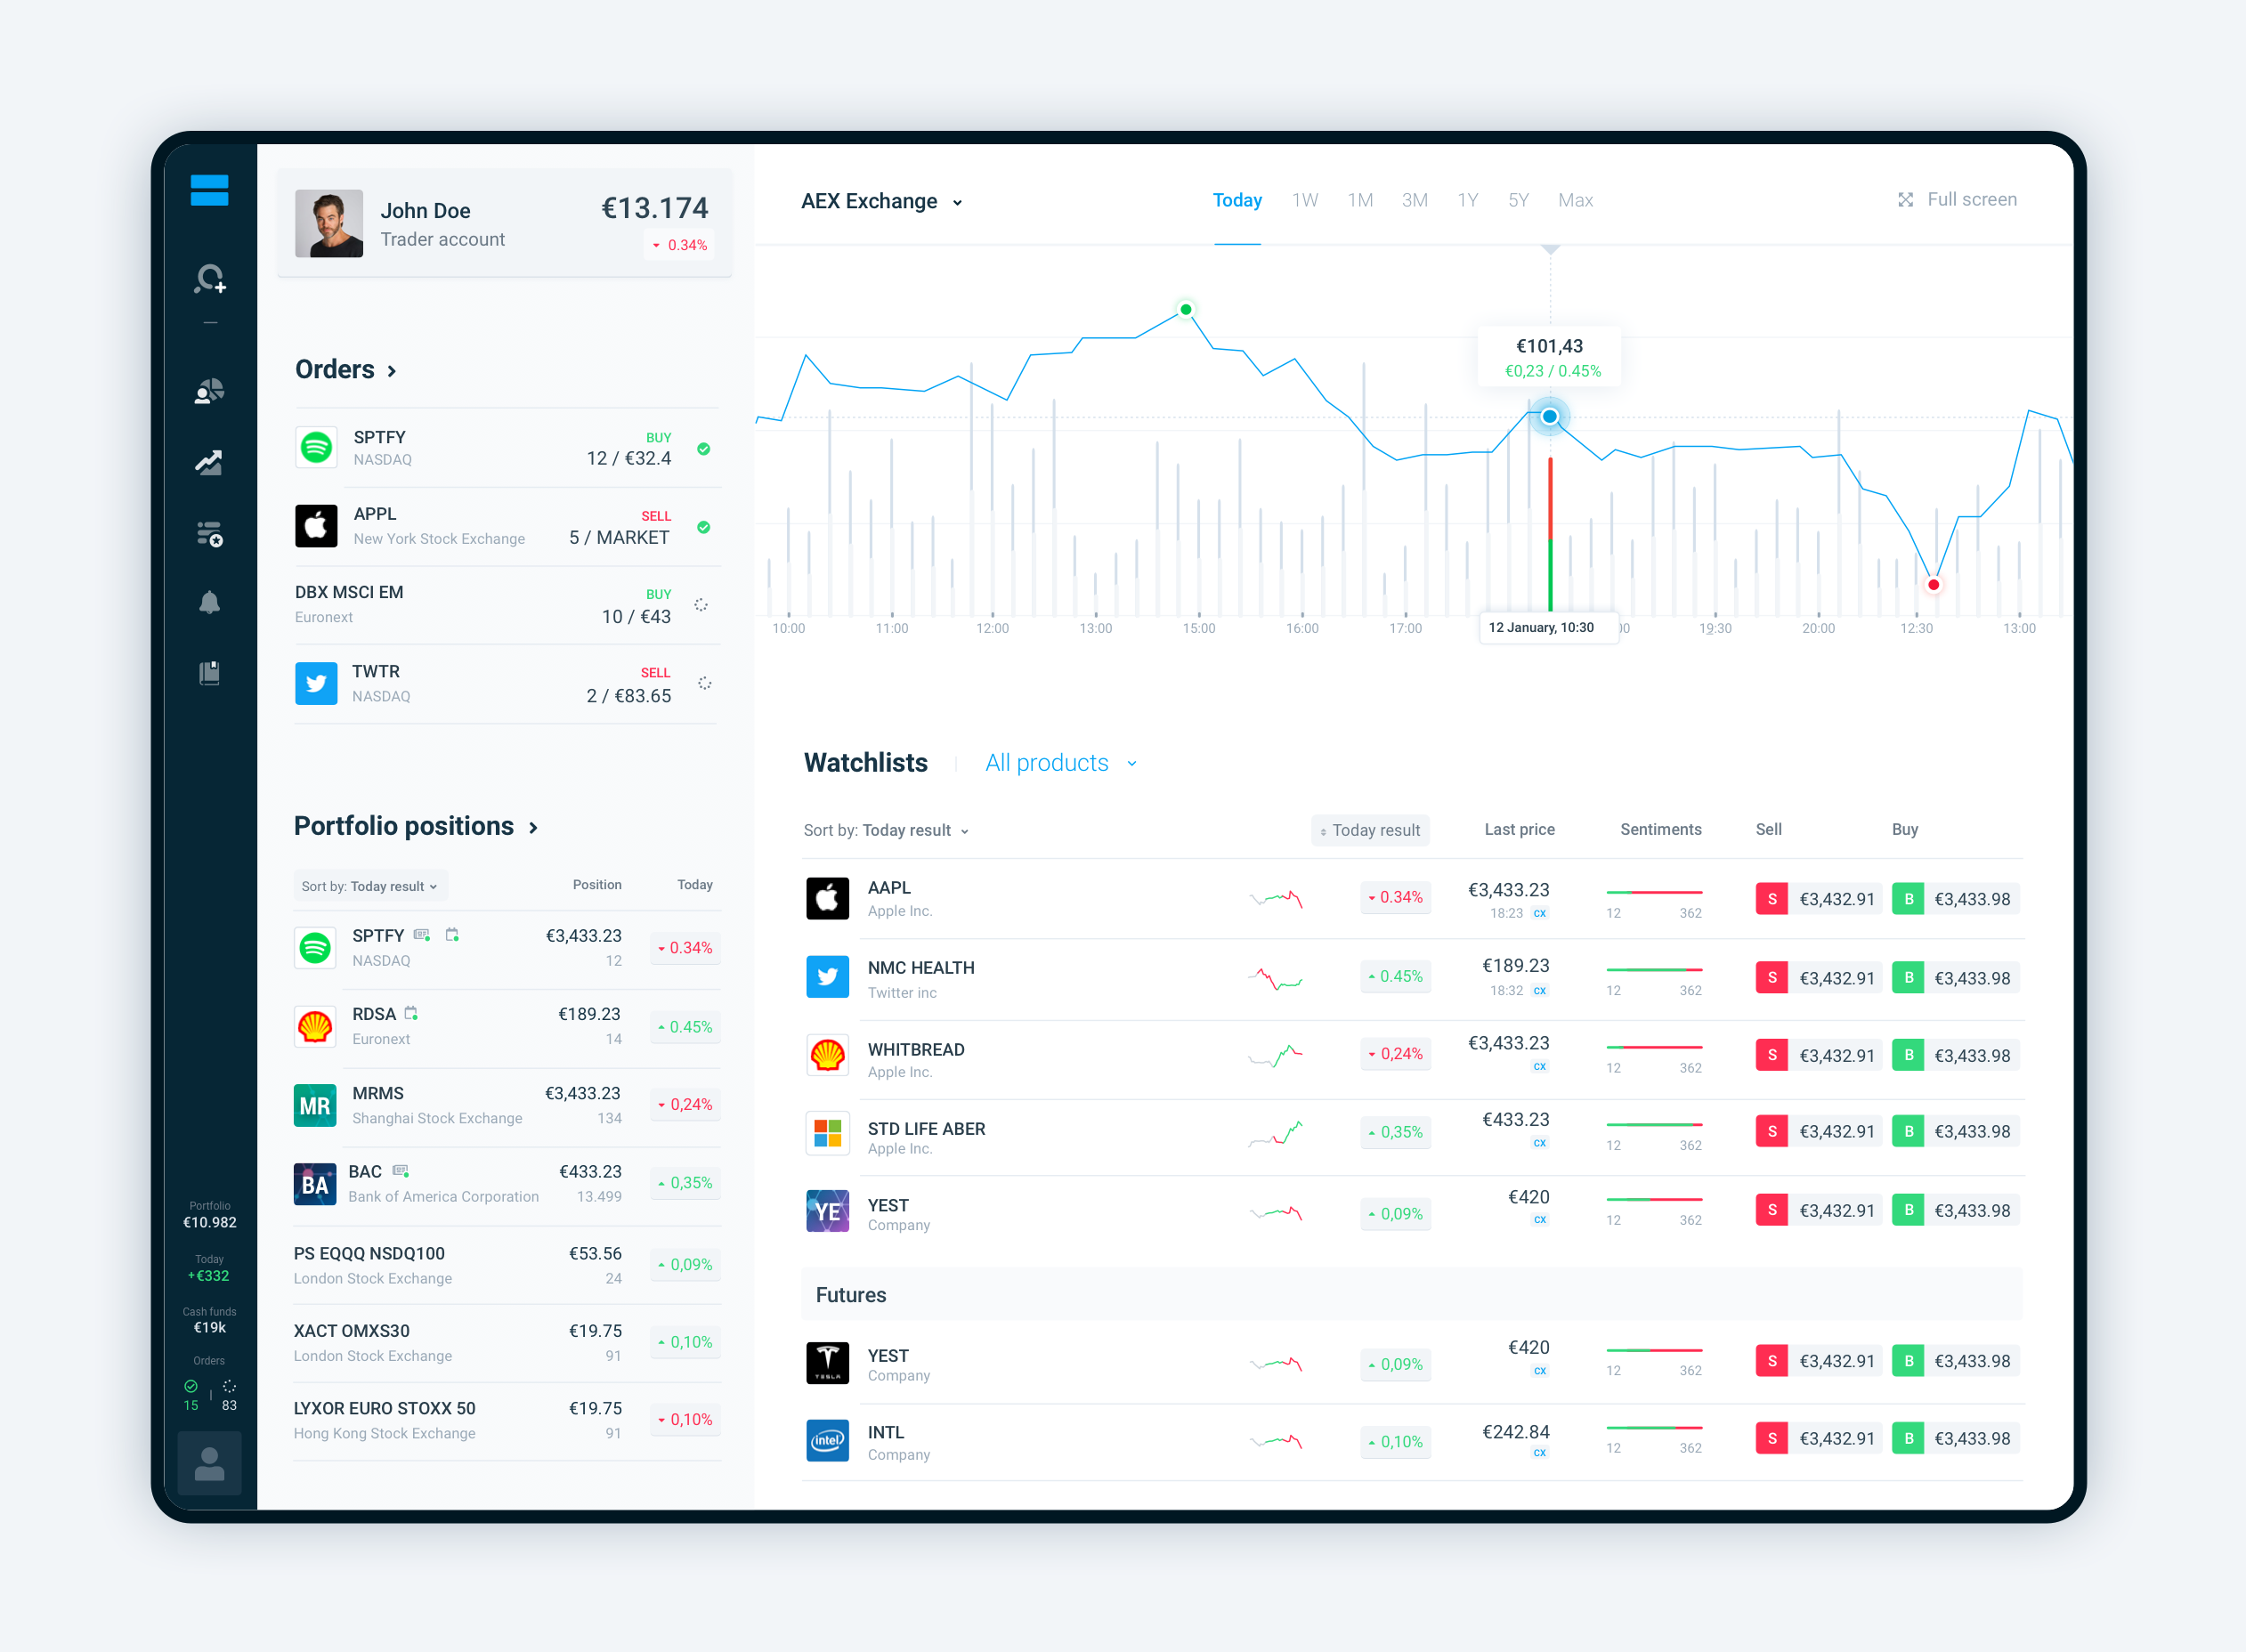 John Doe
Trader account
€13.174
0.34%
Orders
SPTFY
NASDAQ
BUY
12 / €32.4
APPL
New York Stock Exchange
SELL
5 / MARKET
DBX MSCI EM
Euronext
BUY
10 / €43
TWTR
NASDAQ
SELL
2 / €83.65
Portfolio positions
Sort by: Today result
Position
Today
SPTFY
NASDAQ
€3,433.23
12
0.34%
RDSA
Euronext
€189.23
14
0.45%
MR
MRMS
Shanghai Stock Exchange
€3,433.23
134
0,24%
BA
BAC
Bank of America Corporation
€433.23
13.499
0,35%
PS EQQQ NSDQ100
London Stock Exchange
€53.56
24
0,09%
XACT OMXS30
London Stock Exchange
€19.75
91
0,10%
LYXOR EURO STOXX 50
Hong Kong Stock Exchange
€19.75
91
0,10%
Portfolio
€10.982
Today
+€332
Cash funds
€19k
Orders
15
83
AEX Exchange
Today 1W 1M 3M 1Y 5Y Max
Full screen
€101,43
€0,23 / 0.45%
10:00 11:00 12:00 13:00 15:00 16:00 17:00 12 January, 10:30 00 19:30 20:00 12:30 13:00
Watchlists
All products
Sort by: Today result
Today result
Last price
Sentiments
Sell
Buy
AAPL
Apple Inc.
0.34%
€3,433.23
18:23 CX
12 362
S €3,432.91
B €3,433.98
NMC HEALTH
Twitter inc
0.45%
€189.23
18:32 CX
12 362
S €3,432.91
B €3,433.98
WHITBREAD
Apple Inc.
0,24%
€3,433.23
CX
12 362
S €3,432.91
B €3,433.98
STD LIFE ABER
Apple Inc.
0,35%
€433.23
CX
12 362
S €3,432.91
B €3,433.98
YE
YEST
Company
0,09%
€420
CX
12 362
S €3,432.91
B €3,433.98
Futures
TESLA
YEST
Company
0,09%
€420
CX
12 362
S €3,432.91
B €3,433.98
intel
INTL
Company
0,10%
€242.84
CX
12 362
S €3,432.91
B €3,433.98